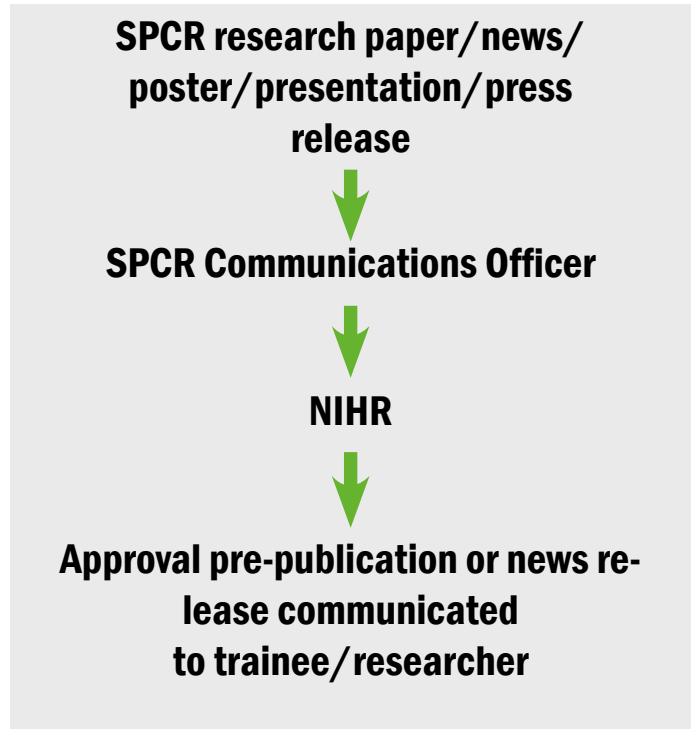 SPCR research paper/news/
poster/presentation/press
release
SPCR Communications Officer
NIHR
Approval pre-publication or news re-
lease communicated
to trainee/researcher